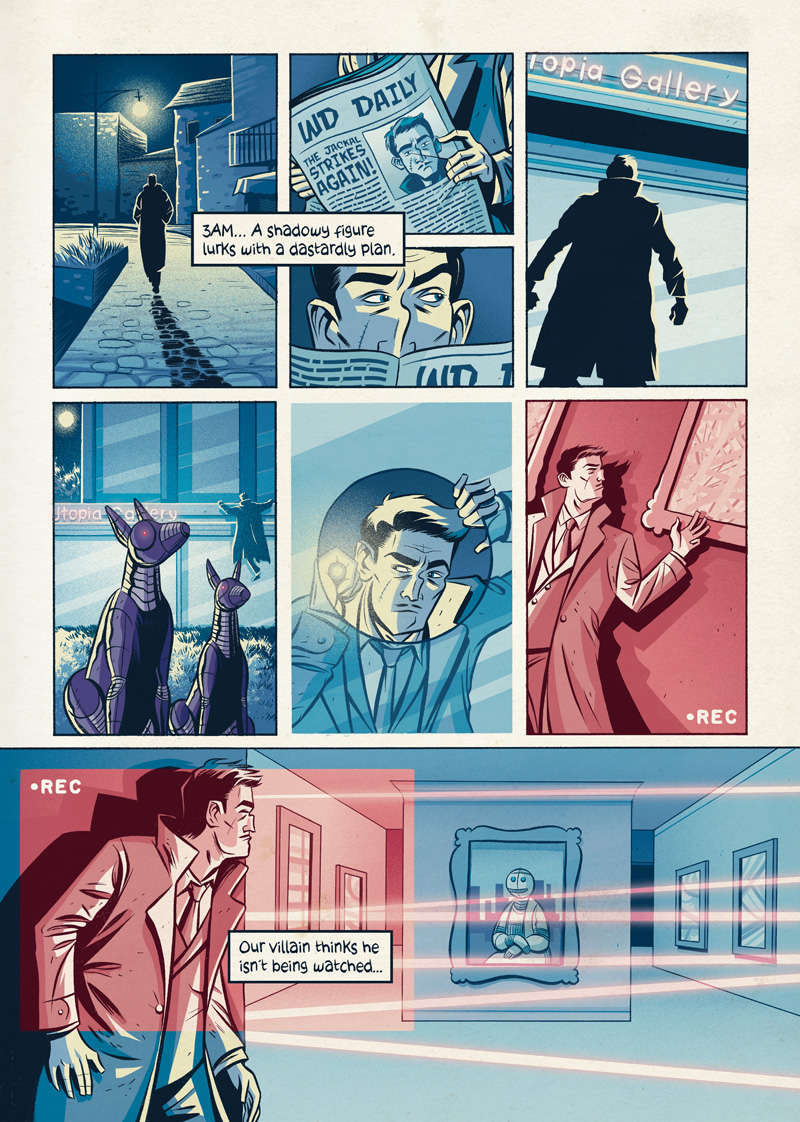 WD DAILY
THE JACKAL
STRIKES
AGAIN!
3AM... A shadowy figure
lurks with a dastardly plan.
topia Gallery
WD D
Utopia Gallery
•REC
•REC
Our villain thinks he
isn't being watched...